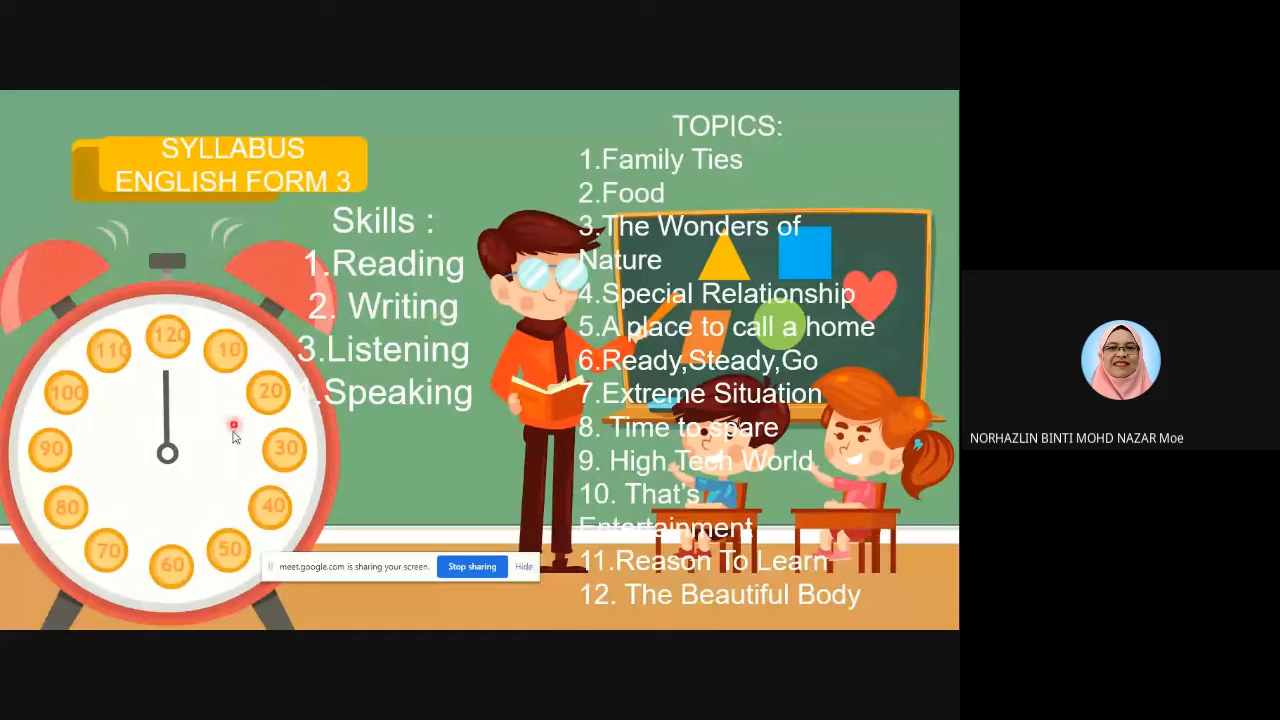 SYLLABUS
ENGLISH FORM 3
Skills :
1.Reading
2. Writing
3.Listening
.Speaking
TOPICS:
1.Family Ties
2.Food
3.The Wonders of
Nature
4.Special Relationship
5.A place to call a home
6.Ready,Steady,Go
7.Extreme Situation
8. Time to spare
9. High Tech World
10. That's
Entertainment
11.Reason To Learn
12. The Beautiful Body
120
10
20
30
40
50
60
70
80
90
100
110
meet.google.com is sharing your screen.
Stop sharing
Hide
NORHAZLIN BINTI MOHD NAZAR Moe